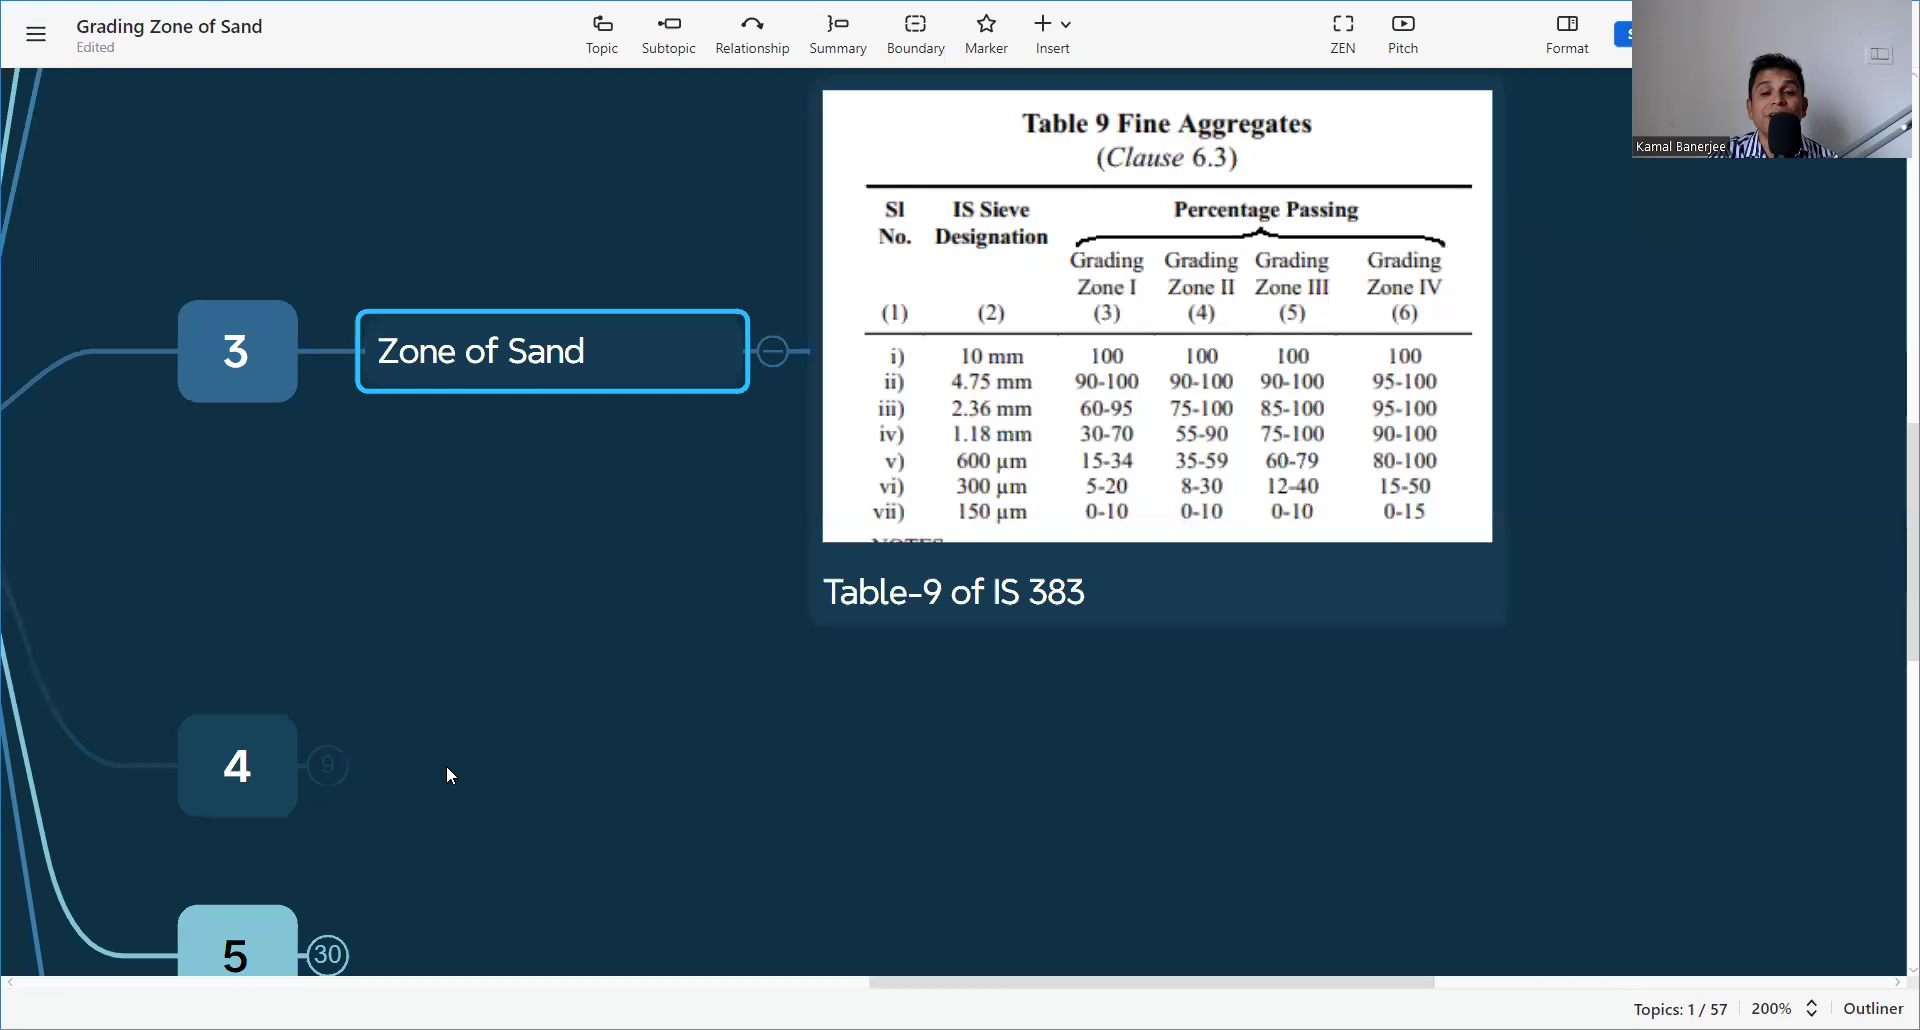 Grading Zone of Sand
Edited
Topic Subtopic Relationship Summary Boundary Marker Insert ZEN Pitch Format
Kamal Banerjee
Table 9 Fine Aggregates
(Clause 6.3)
Sl IS Sieve Percentage Passing
No. Designation
Grading Grading Grading Grading
Zone I Zone II Zone III Zone IV
(1) (2) (3) (4) (5) (6)
i) 10 mm 100 100 100 100
ii) 4.75 mm 90-100 90-100 90-100 95-100
iii) 2.36 mm 60-95 75-100 85-100 95-100
iv) 1.18 mm 30-70 55-90 75-100 90-100
v) 600 µm 15-34 35-59 60-79 80-100
vi) 300 µm 5-20 8-30 12-40 15-50
vii) 150 µm 0-10 0-10 0-10 0-15
Table-9 of IS 383
3 Zone of Sand
4 9
5 30
Topics: 1 / 57 200% Outliner